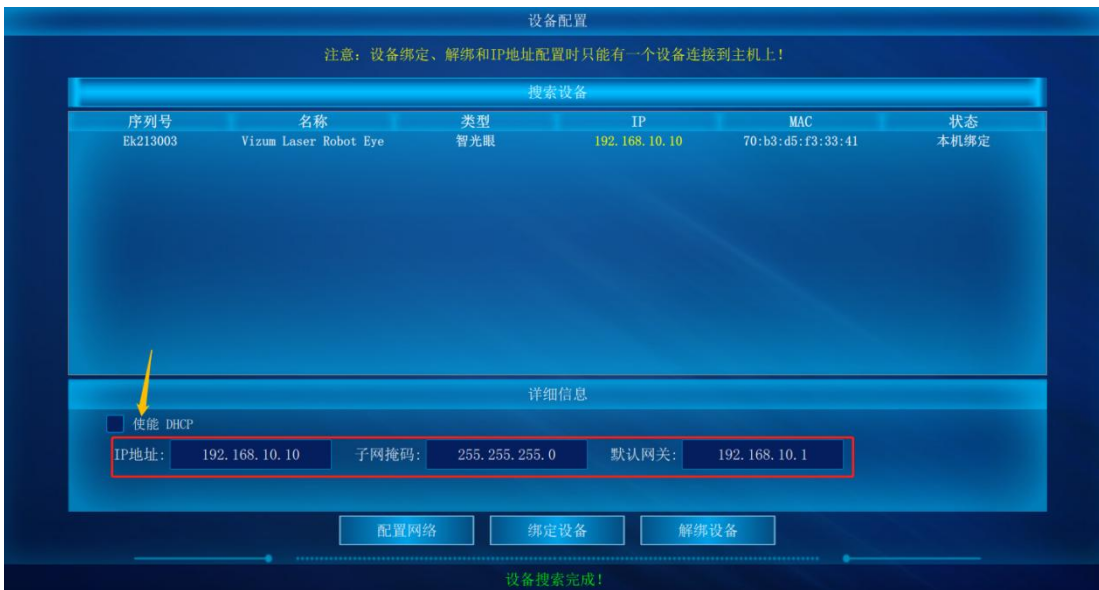 设备配置
注意：设备绑定、解绑和IP地址配置时只能有一个设备连接到主机上！
搜索设备
序列号 名称 类型 IP MAC 状态
Ek213003 Vizum Laser Robot Eye 智光眼 192.168.10.10 70:b3:d5:f3:33:41 本机绑定
详细信息
使能 DHCP
IP地址: 192.168.10.10 子网掩码: 255.255.255.0 默认网关: 192.168.10.1
配置网络 绑定设备 解绑设备
设备搜索完成！